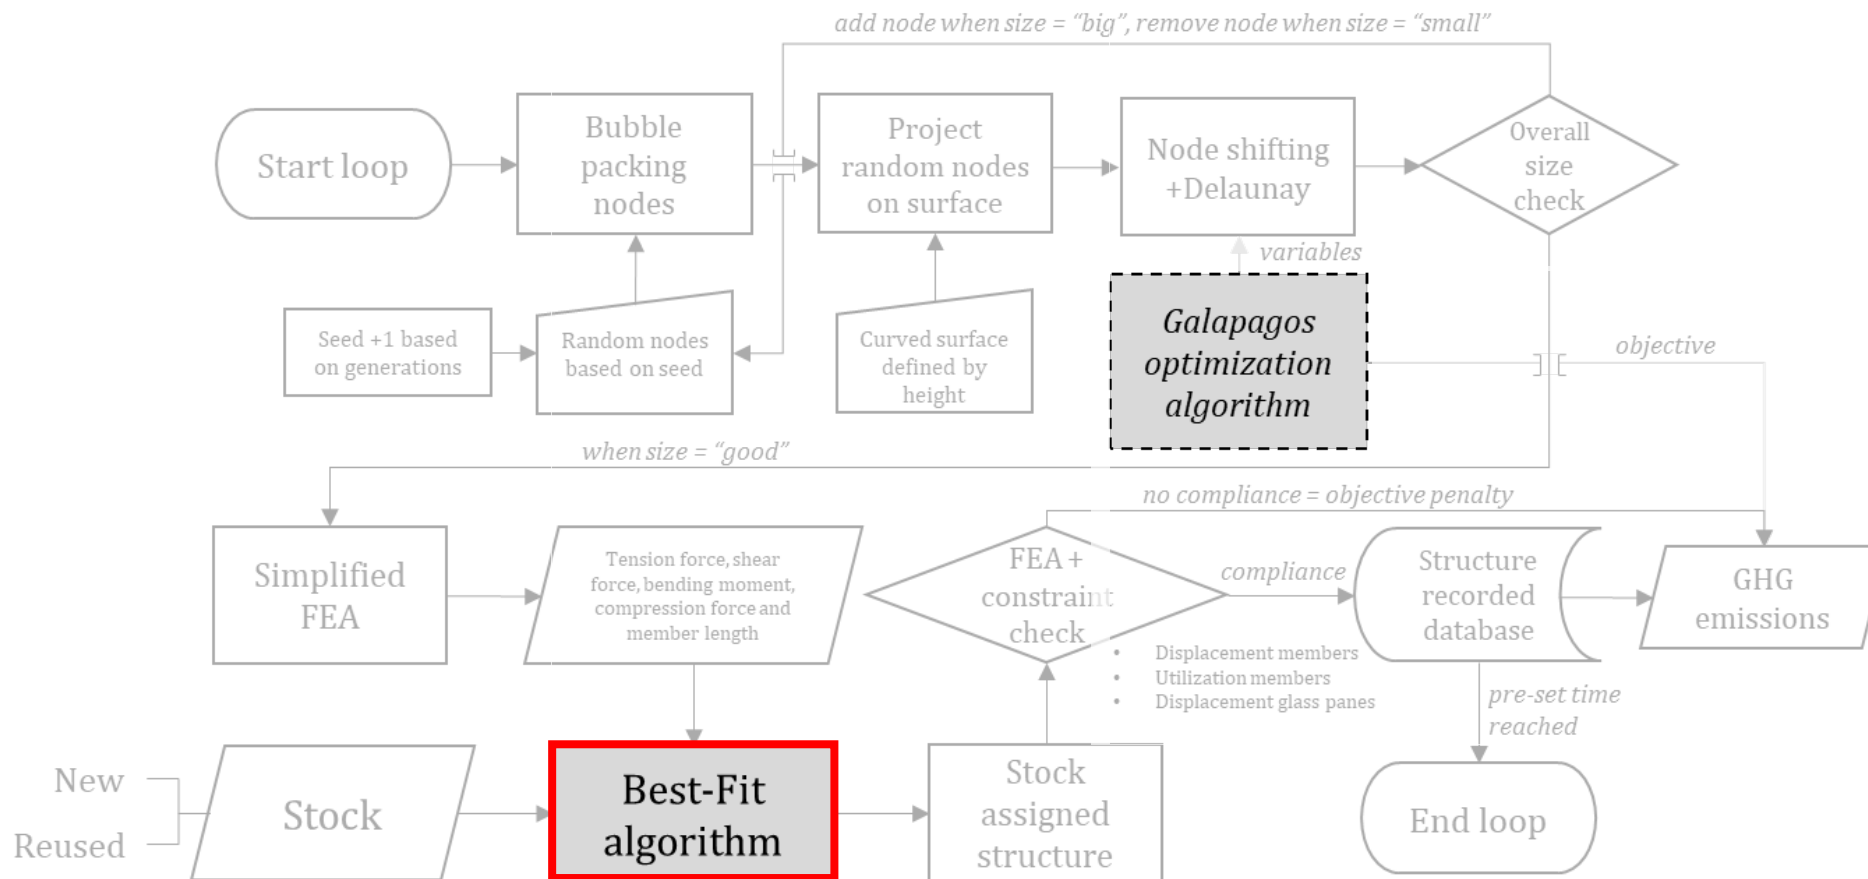 add node when size = “big”, remove node when size = “small”
Start loop
Bubble
packing
nodes
Project
random nodes
on surface
Node shifting
+Delaunay
Overall
size
check
variables
Seed +1 based
on generations
Random nodes
based on seed
Curved surface
defined by
height
Galapagos
optimization
algorithm
objective
when size = “good”
no compliance = objective penalty
Simplified
FEA
Tension force, shear
force, bending moment,
compression force and
member length
FEA +
constraint
check
compliance
Structure
recorded
database
GHG
emissions
• Displacement members
• Utilization members
• Displacement glass panes
pre-set time
reached
New
Reused
Stock
Best-Fit
algorithm
Stock
assigned
structure
End loop